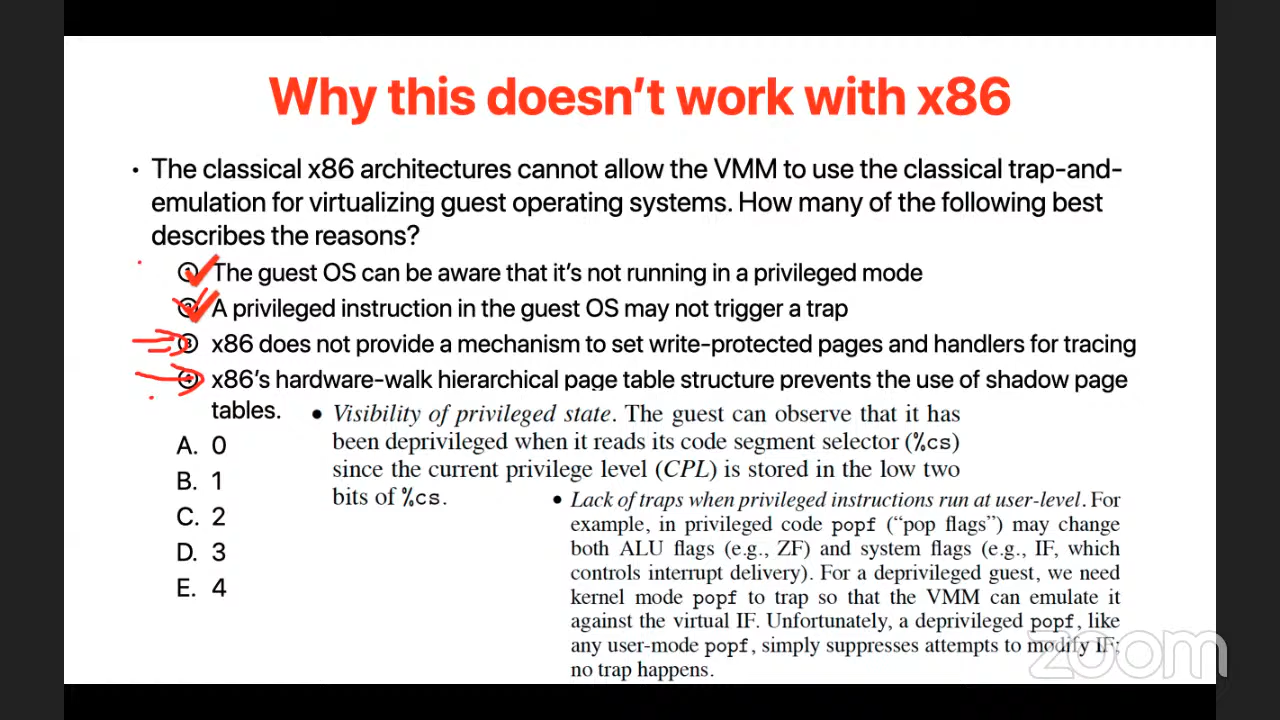 Why this doesn’t work with x86
• The classical x86 architectures cannot allow the VMM to use the classical trap-and-
emulation for virtualizing guest operating systems. How many of the following best
describes the reasons?
① The guest OS can be aware that it’s not running in a privileged mode
② A privileged instruction in the guest OS may not trigger a trap
③ x86 does not provide a mechanism to set write-protected pages and handlers for tracing
④ x86’s hardware-walk hierarchical page table structure prevents the use of shadow page
tables.
A. 0
B. 1
C. 2
D. 3
E. 4
• Visibility of privileged state. The guest can observe that it has
been deprivileged when it reads its code segment selector (%cs)
since the current privilege level (CPL) is stored in the low two
bits of %cs.
• Lack of traps when privileged instructions run at user-level. For
example, in privileged code popf (“pop flags”) may change
both ALU flags (e.g., ZF) and system flags (e.g., IF, which
controls interrupt delivery). For a deprivileged guest, we need
kernel mode popf to trap so that the VMM can emulate it
against the virtual IF. Unfortunately, a deprivileged popf, like
any user-mode popf, simply suppresses attempts to modify IF;
no trap happens.
zoom